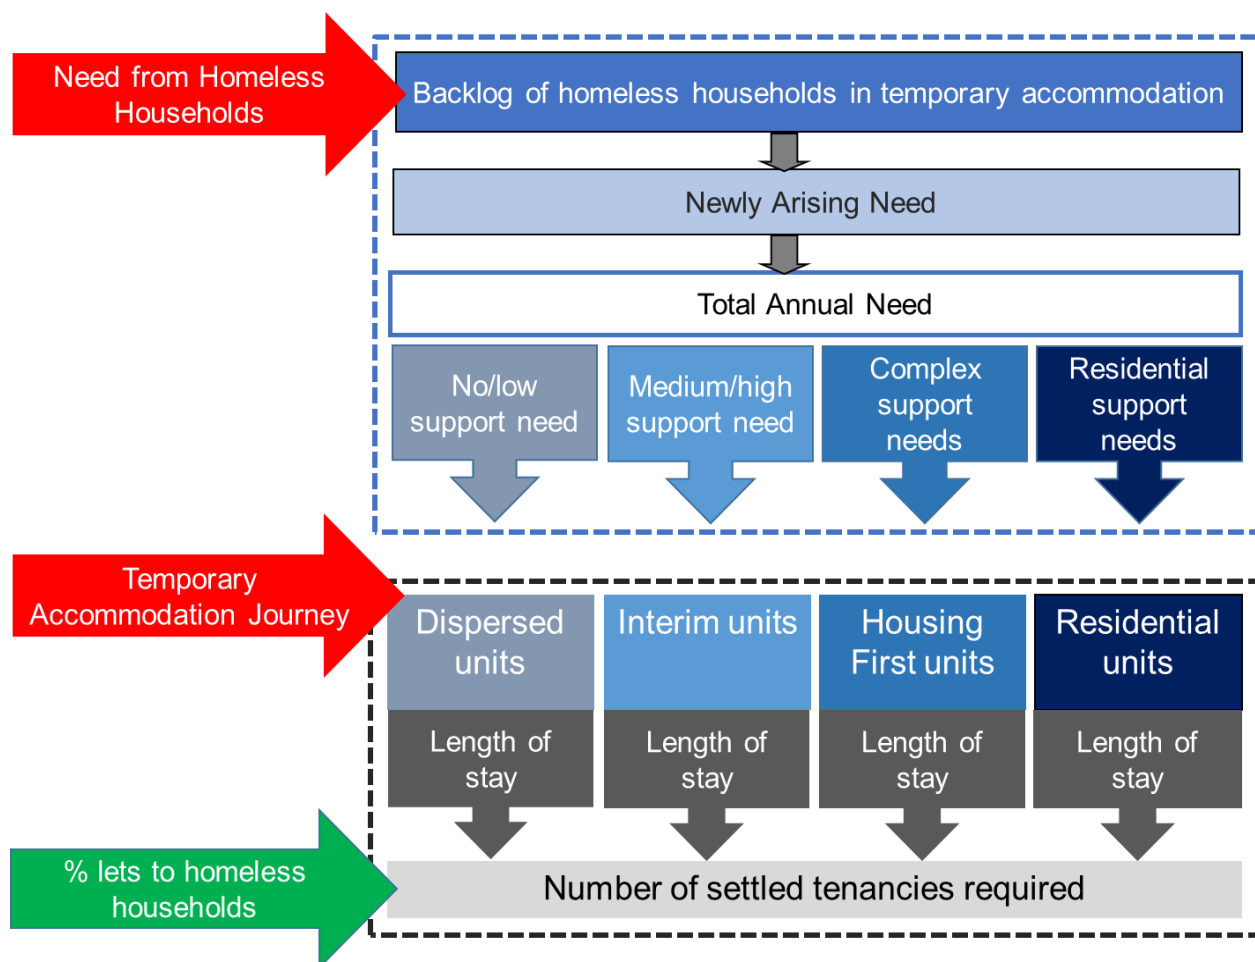 Need from Homeless
Households
Backlog of homeless households in temporary accommodation
Newly Arising Need
Total Annual Need
No/low
support need
Medium/high
support need
Complex
support
needs
Residential
support
needs
Temporary
Accommodation Journey
Dispersed
units
Interim units
Housing
First units
Residential
units
Length of
stay
Length of
stay
Length of
stay
Length of
stay
% lets to homeless
households
Number of settled tenancies required